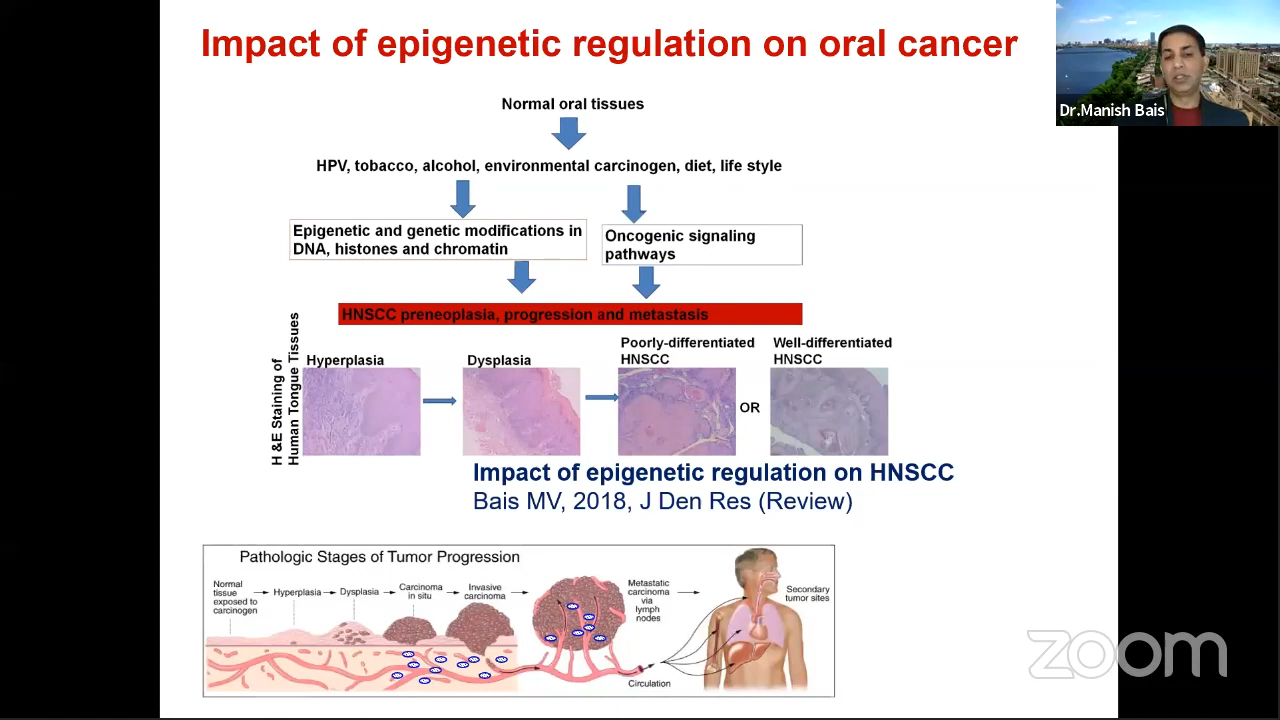 Impact of epigenetic regulation on oral cancer
Dr.Manish Bais
Normal oral tissues
HPV, tobacco, alcohol, environmental carcinogen, diet, life style
Epigenetic and genetic modifications in
DNA, histones and chromatin
Oncogenic signaling
pathways
HNSCC preneoplasia, progression and metastasis
H &E Staining of
Human Tongue Tissues
Hyperplasia
Dysplasia
Poorly-differentiated
HNSCC
OR
Well-differentiated
HNSCC
Impact of epigenetic regulation on HNSCC
Bais MV, 2018, J Den Res (Review)
Pathologic Stages of Tumor Progression
Normal
tissue
exposed to
carcinogen
Hyperplasia
Dysplasia
Carcinoma
in situ
Invasive
carcinoma
Metastatic
carcinoma
via
lymph
nodes
Secondary
tumor sites
Circulation
zoom